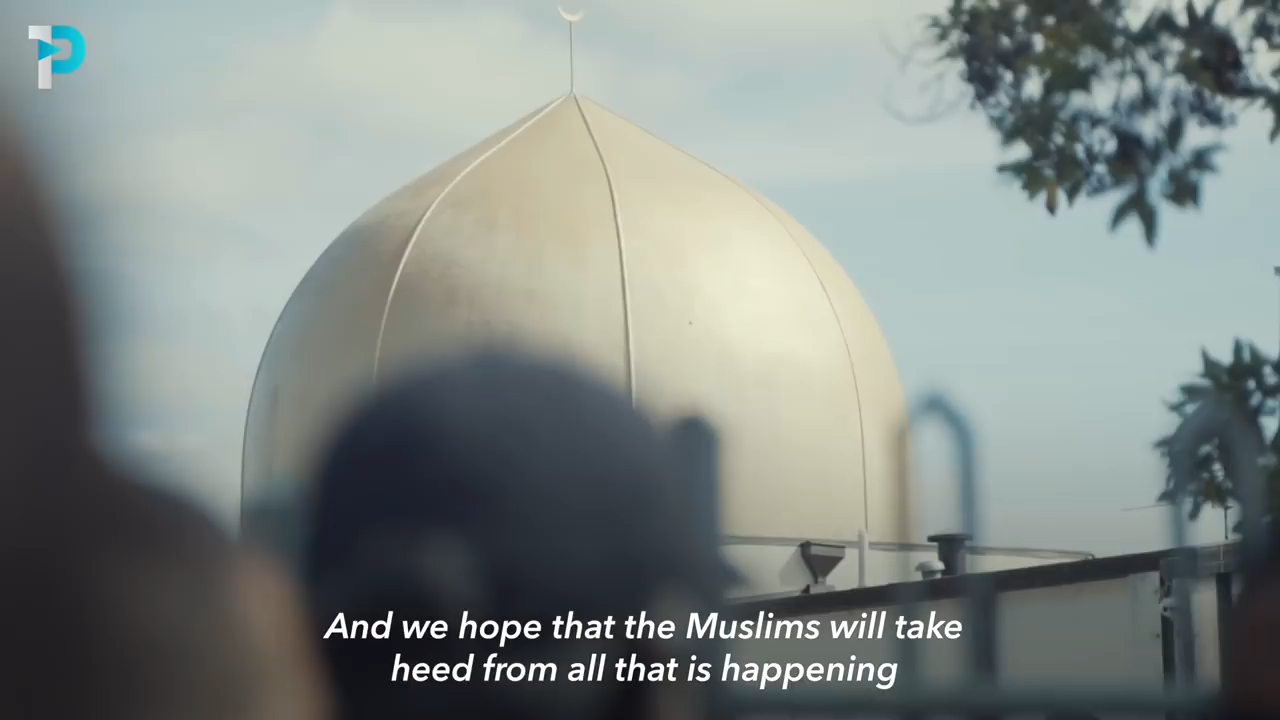 And we hope that the Muslims will take
heed from all that is happening